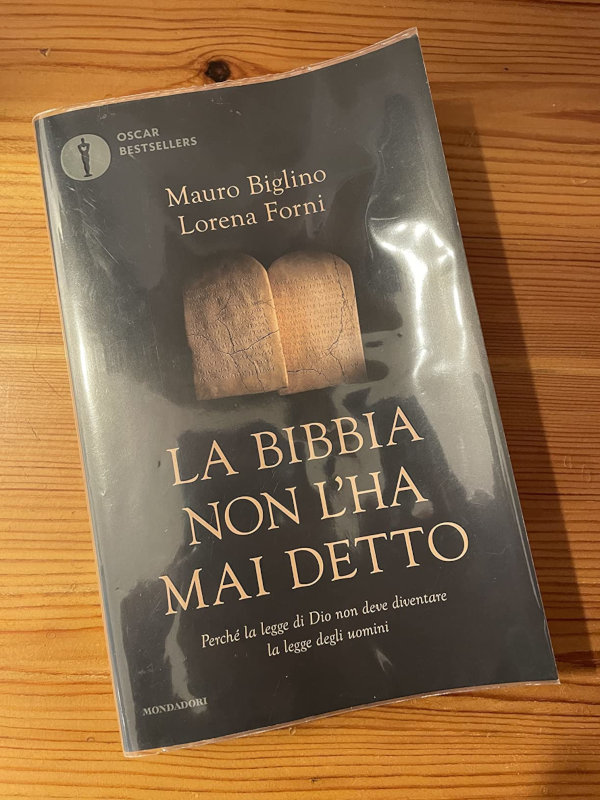 OSCAR
BESTSELLERS
Mauro Biglino
Lorena Forni
LA BIBBIA
NON L'HA
MAI DETTO
Perché la legge di Dio non deve diventare
la legge degli uomini
MONDADORI